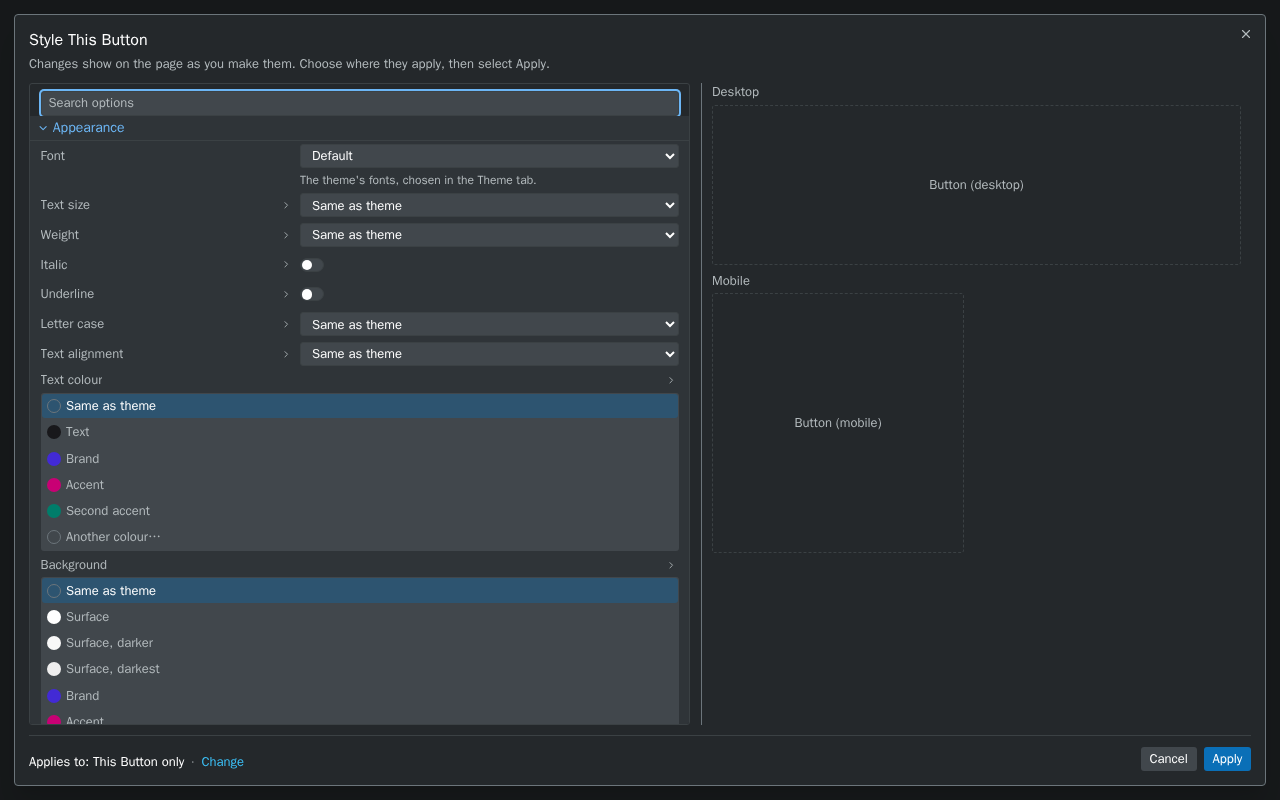 Style This Button
Changes show on the page as you make them. Choose where they apply, then select Apply.
Search options
Appearance
Font
Default
The theme's fonts, chosen in the Theme tab.
Text size
Same as theme
Weight
Same as theme
Italic
Underline
Letter case
Same as theme
Text alignment
Same as theme
Text colour
Same as theme
Text
Brand
Accent
Second accent
Another colour···
Background
Same as theme
Surface
Surface, darker
Surface, darkest
Brand
Accent
Desktop
Button (desktop)
Mobile
Button (mobile)
Applies to: This Button only · Change
Cancel
Apply